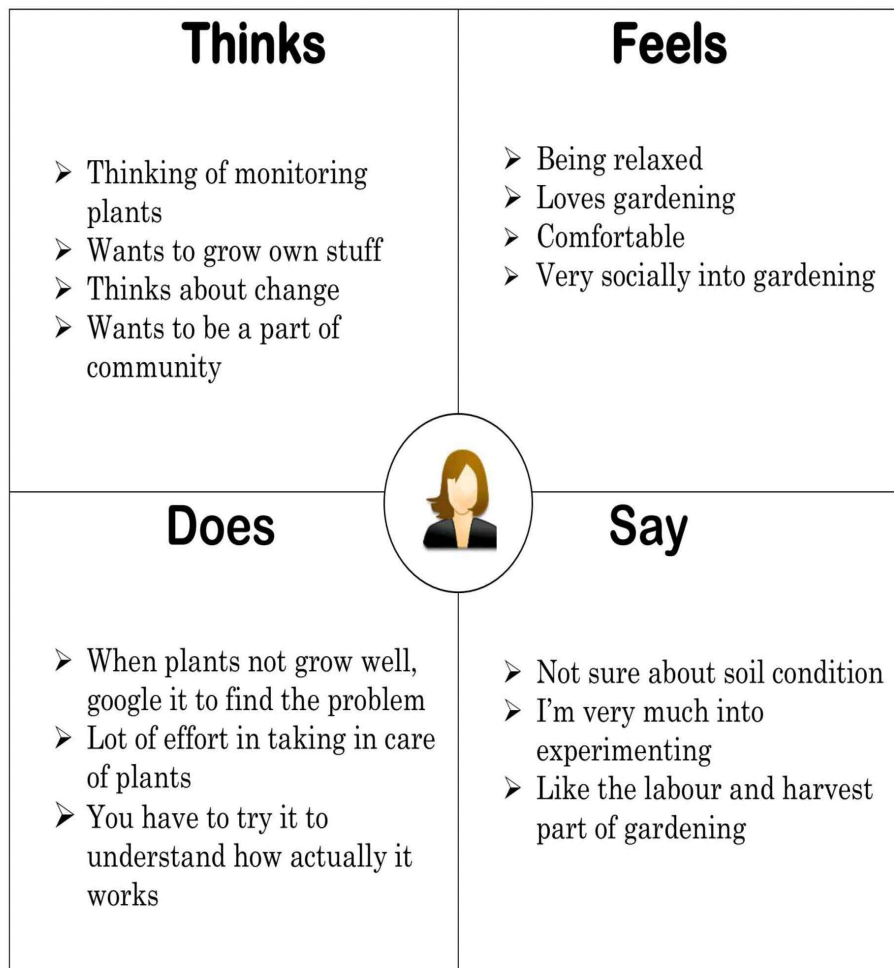 Thinks
➢ Thinking of monitoring
plants
➢ Wants to grow own stuff
➢ Thinks about change
➢ Wants to be a part of
community
Feels
➢ Being relaxed
➢ Loves gardening
➢ Comfortable
➢ Very socially into gardening
Does
➢ When plants not grow well,
google it to find the problem
➢ Lot of effort in taking in care
of plants
➢ You have to try it to
understand how actually it
works
Say
➢ Not sure about soil condition
➢ I'm very much into
experimenting
➢ Like the labour and harvest
part of gardening